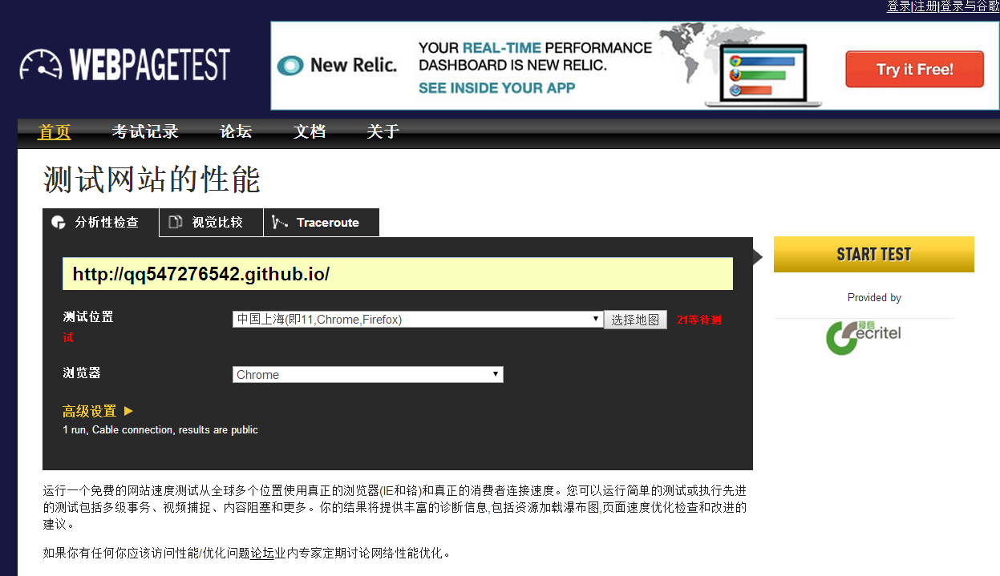 登录|注册|登录与谷歌
WEBPAGETEST
New Relic.
YOUR REAL-TIME PERFORMANCE
DASHBOARD IS NEW RELIC.
SEE INSIDE YOUR APP
Try it Free!
首页 考试记录 论坛 文档 关于
测试网站的性能
分析性检查 视觉比较 Traceroute
http://qq547276542.github.io/
START TEST
Provided by
ecritel
测试位置 中国上海(即11,Chrome,Firefox) 选择地图 21等待测
试
浏览器 Chrome
高级设置
1 run, Cable connection, results are public
运行一个免费的网站速度测试从全球多个位置使用真正的浏览器(IE和铬)和真正的消费者连接速度。您可以运行简单的测试或执行先进
的测试包括多级事务、视频捕捉、内容阻塞和更多。你的结果将提供丰富的诊断信息,包括资源加载瀑布图,页面速度优化检查和改进的
建议。
如果你有任何你应该访问性能/优化问题论坛业内专家定期讨论网络性能优化。